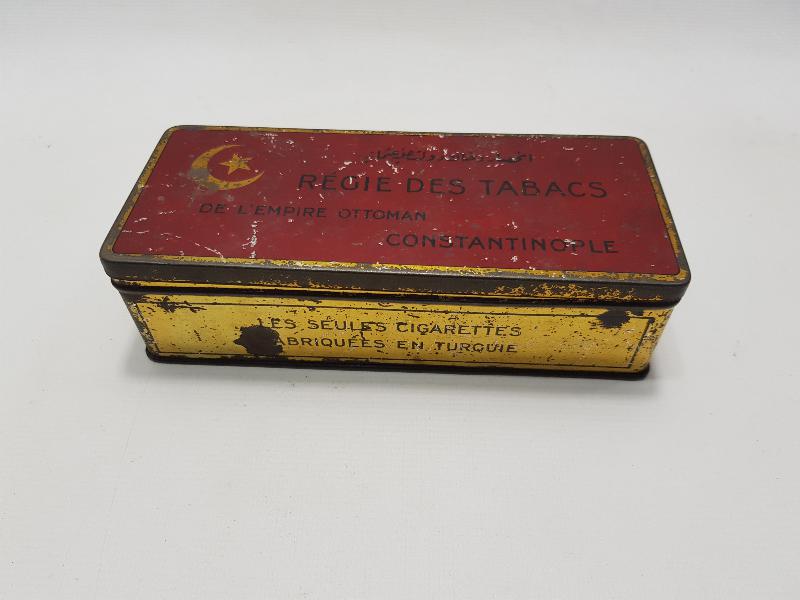 RÉGIE DES TABACS
DE L'EMPIRE OTTOMAN
CONSTANTINOPLE
LES SEULES CIGARETTES
FABRIQUÉES EN TURQUIE